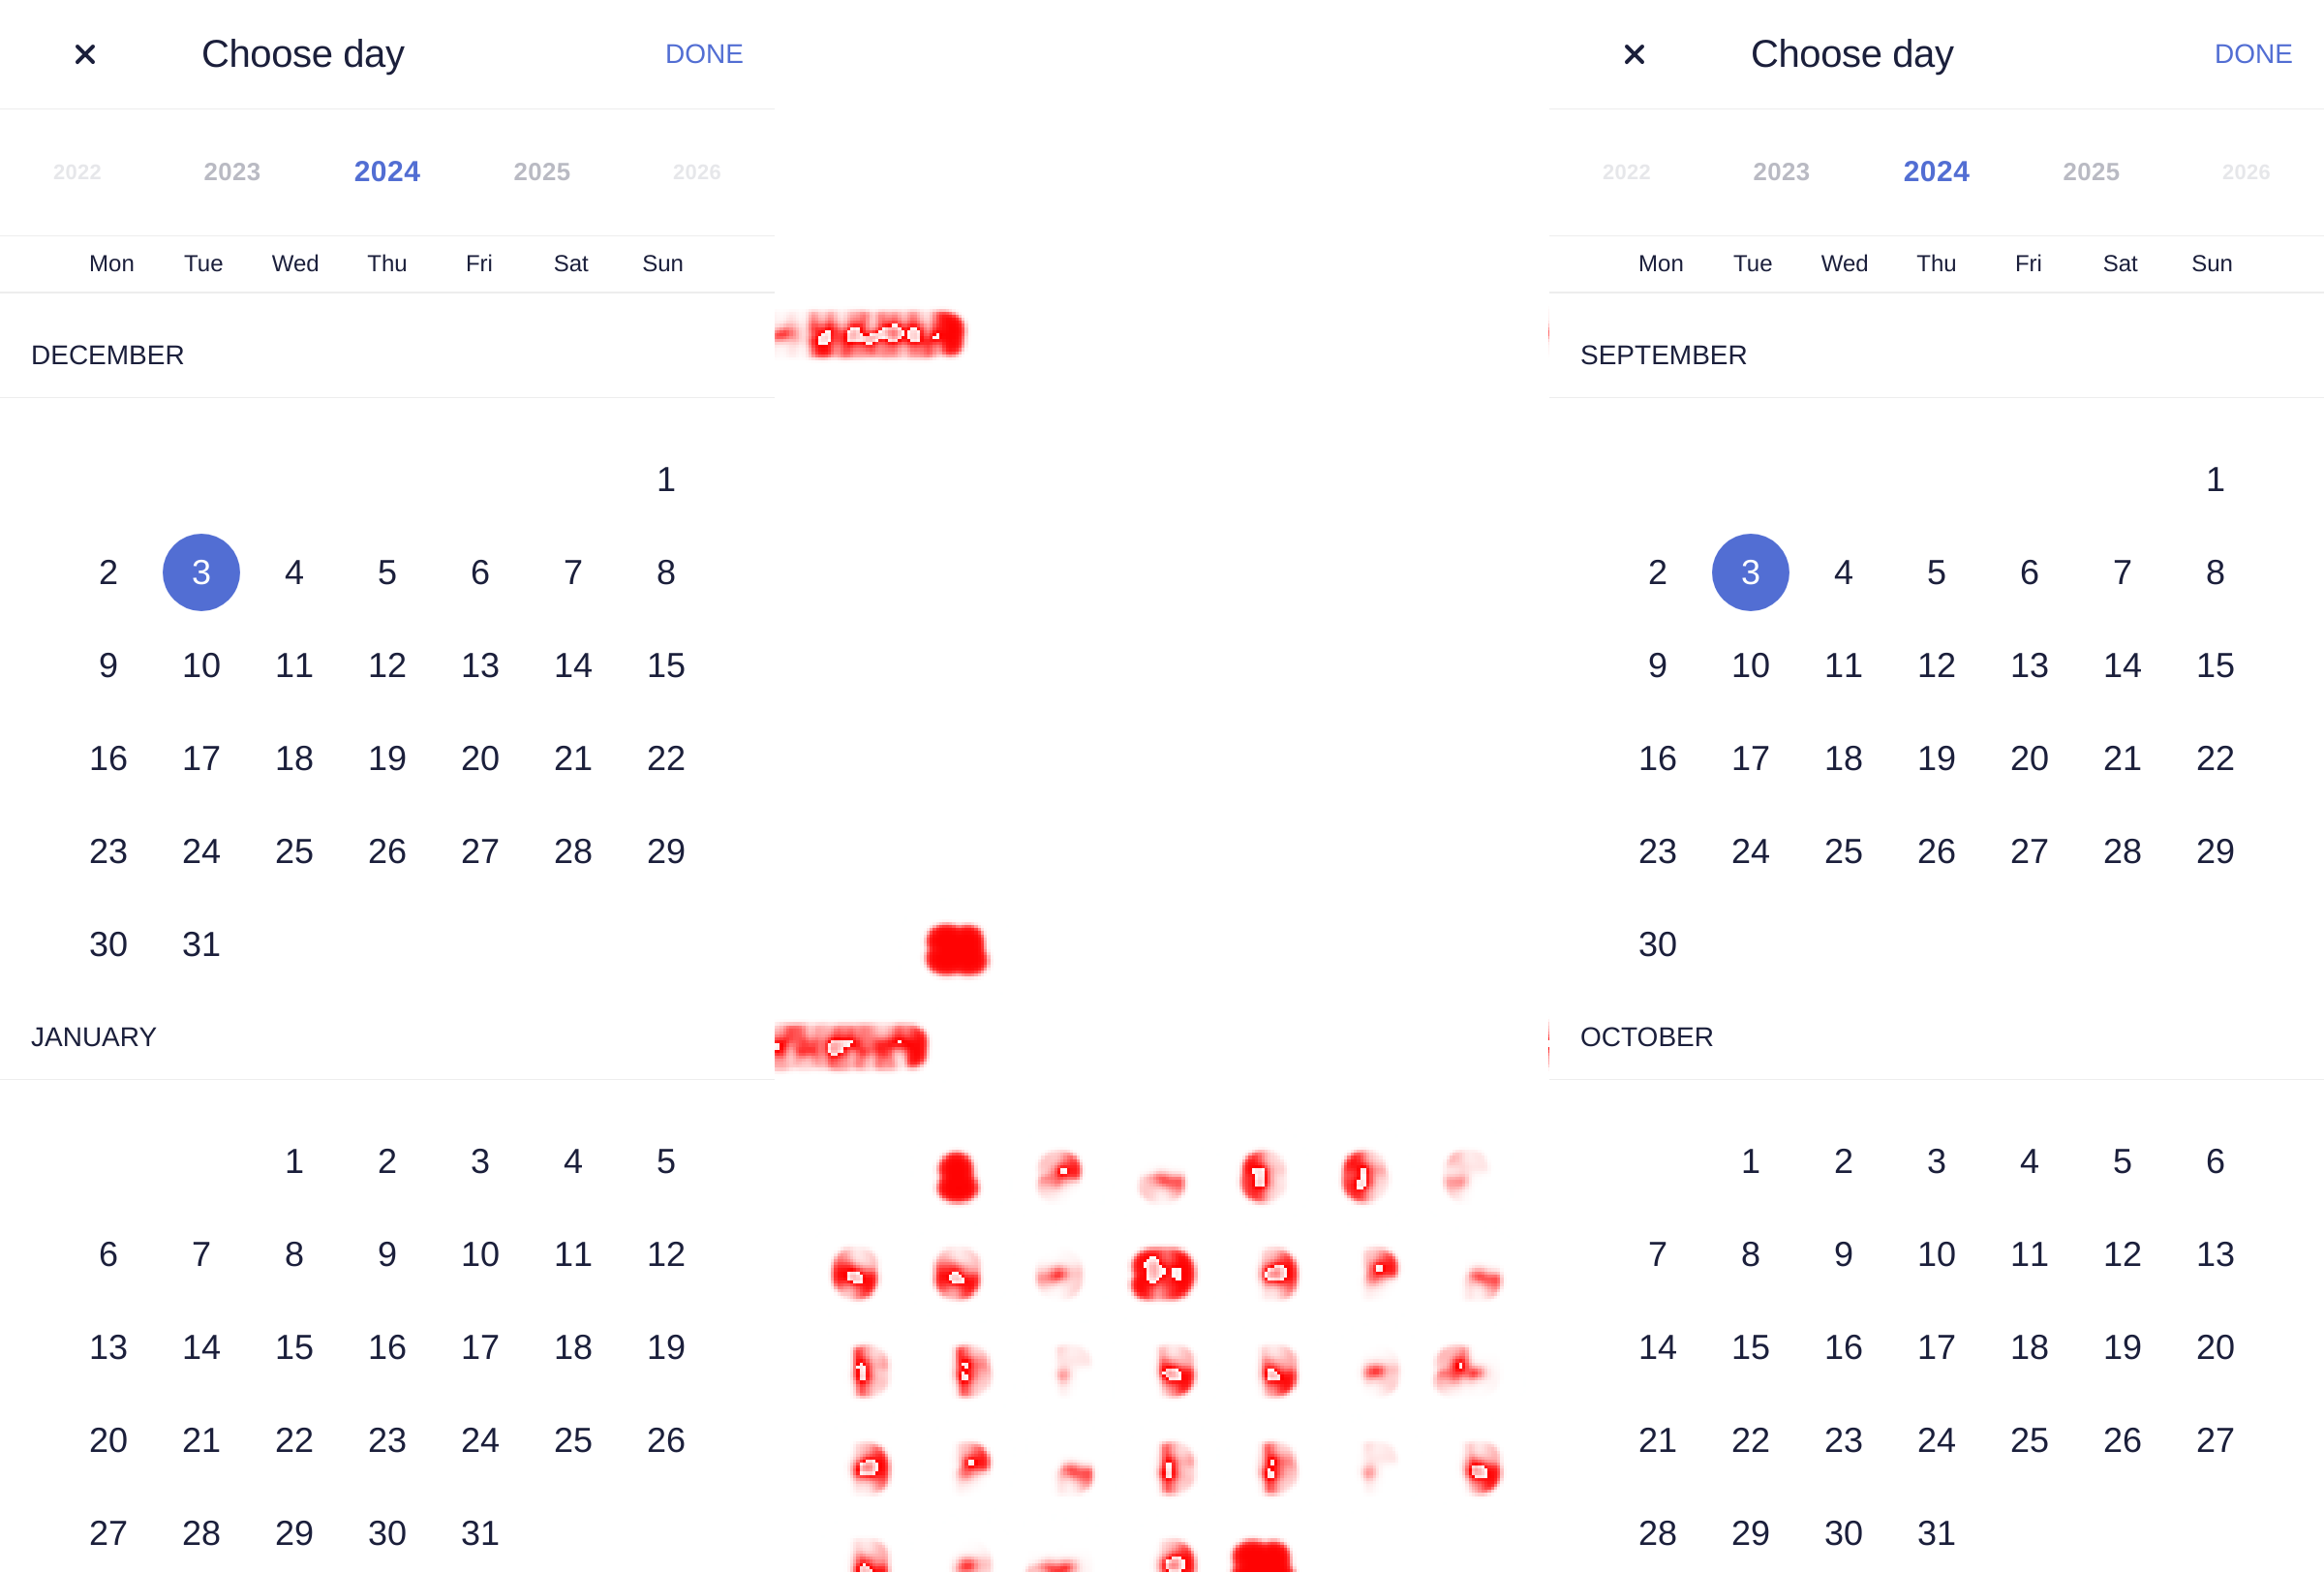 ✕ Choose day DONE
2022 2023 2024 2025 2026
Mon Tue Wed Thu Fri Sat Sun
DECEMBER
1
2 3 4 5 6 7 8
9 10 11 12 13 14 15
16 17 18 19 20 21 22
23 24 25 26 27 28 29
30 31
JANUARY
1 2 3 4 5
6 7 8 9 10 11 12
13 14 15 16 17 18 19
20 21 22 23 24 25 26
27 28 29 30 31
✕ Choose day DONE
2022 2023 2024 2025 2026
Mon Tue Wed Thu Fri Sat Sun
SEPTEMBER
1
2 3 4 5 6 7 8
9 10 11 12 13 14 15
16 17 18 19 20 21 22
23 24 25 26 27 28 29
30
OCTOBER
1 2 3 4 5 6
7 8 9 10 11 12 13
14 15 16 17 18 19 20
21 22 23 24 25 26 27
28 29 30 31